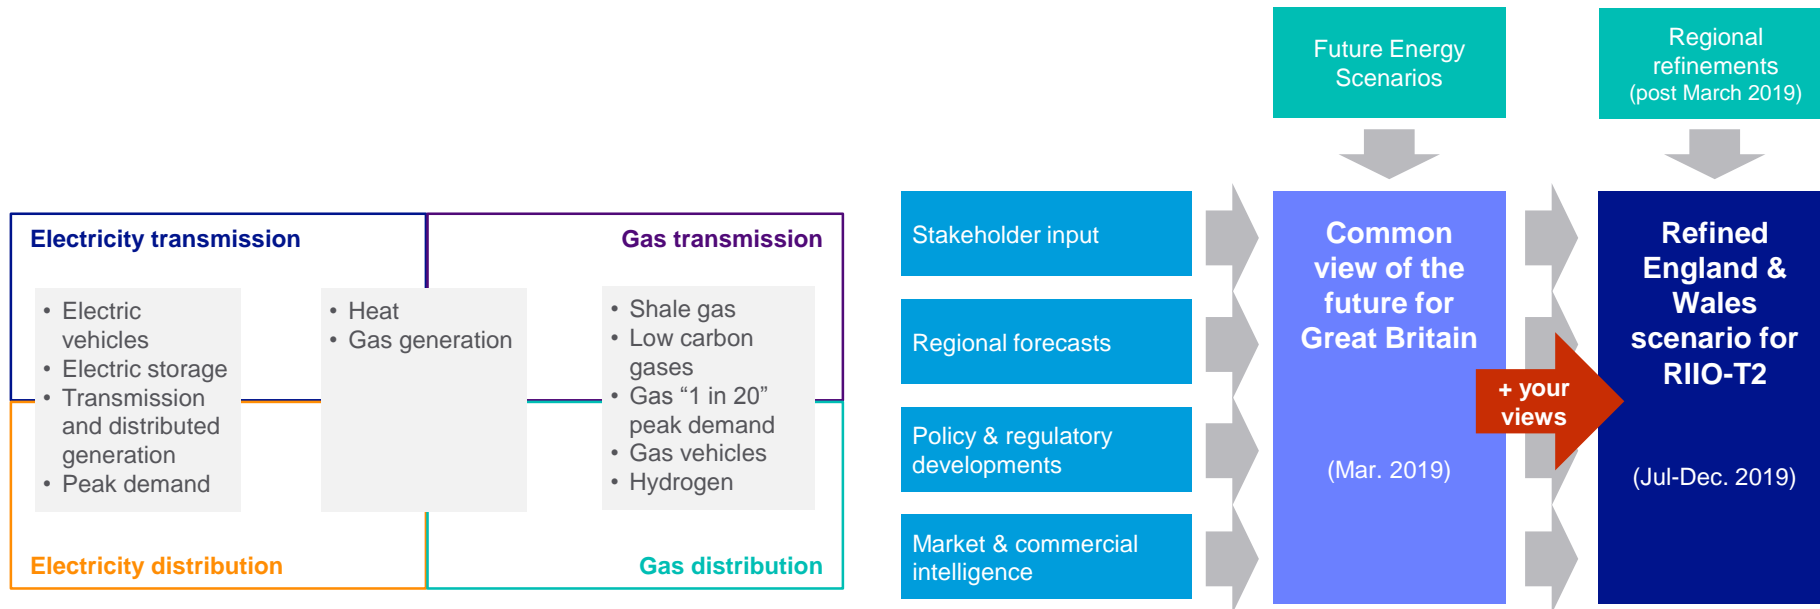 Electricity transmission
Gas transmission
• Electric
vehicles
• Electric storage
• Transmission
and distributed
generation
• Peak demand
• Heat
• Gas generation
• Shale gas
• Low carbon
gases
• Gas “1 in 20”
peak demand
• Gas vehicles
• Hydrogen
Electricity distribution
Gas distribution
Future Energy
Scenarios
Regional
refinements
(post March 2019)
Stakeholder input
Regional forecasts
Policy & regulatory
developments
Market & commercial
intelligence
Common
view of the
future for
Great Britain
(Mar. 2019)
+ your
views
Refined
England &
Wales
scenario for
RIIO-T2
(Jul-Dec. 2019)